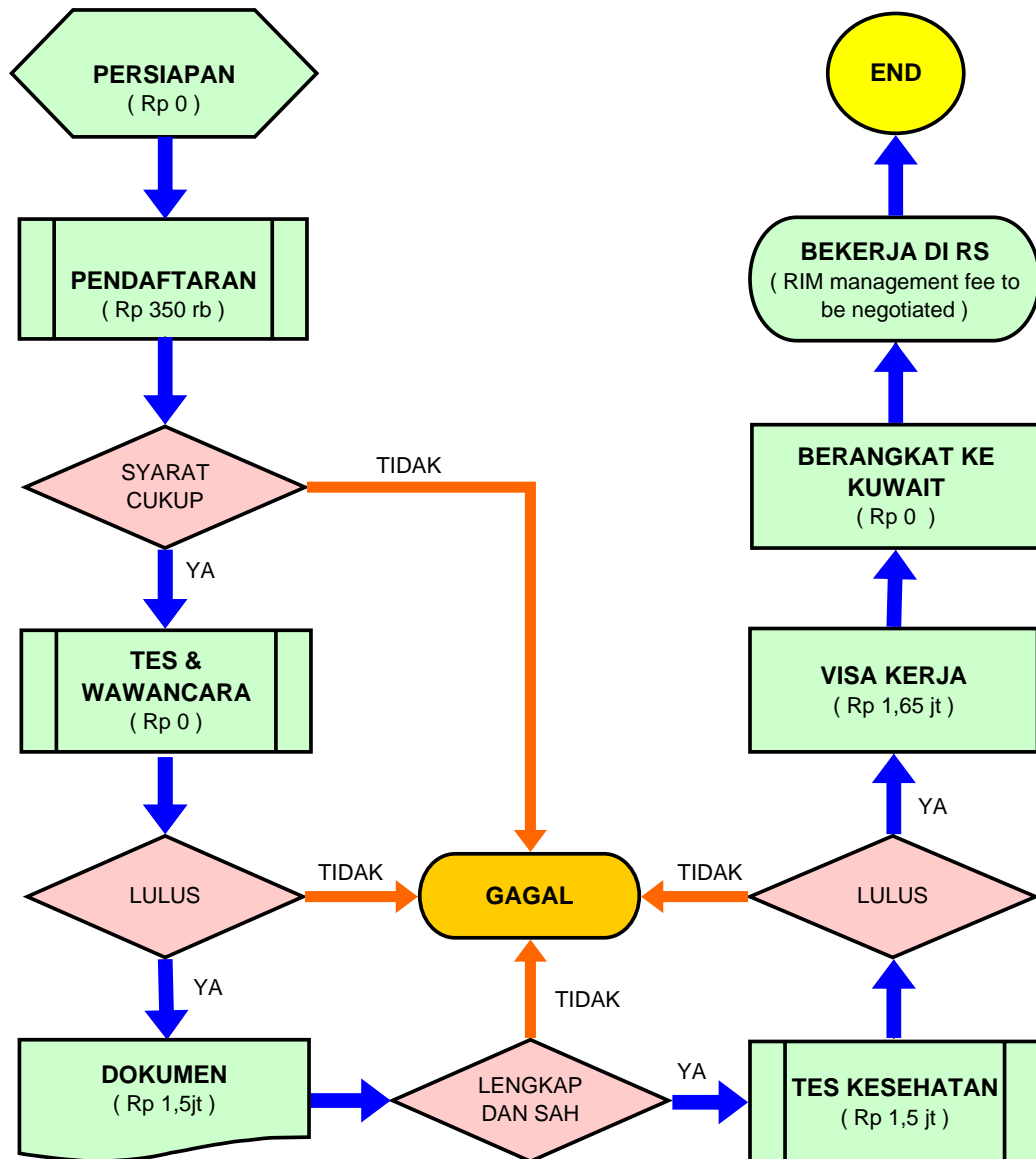 PERSIAPAN
( Rp 0 )
PENDAFTARAN
( Rp 350 rb )
SYARAT
CUKUP
TIDAK
YA
TES &
WAWANCARA
( Rp 0 )
LULUS
TIDAK
YA
DOKUMEN
( Rp 1,5jt )
LENGKAP
DAN SAH
TIDAK
GAGAL
YA
TES KESEHATAN
( Rp 1,5 jt )
LULUS
TIDAK
YA
VISA KERJA
( Rp 1,65 jt )
BERANGKAT KE
KUWAIT
( Rp 0  )
BEKERJA DI RS
( RIM management fee to
be negotiated )
END